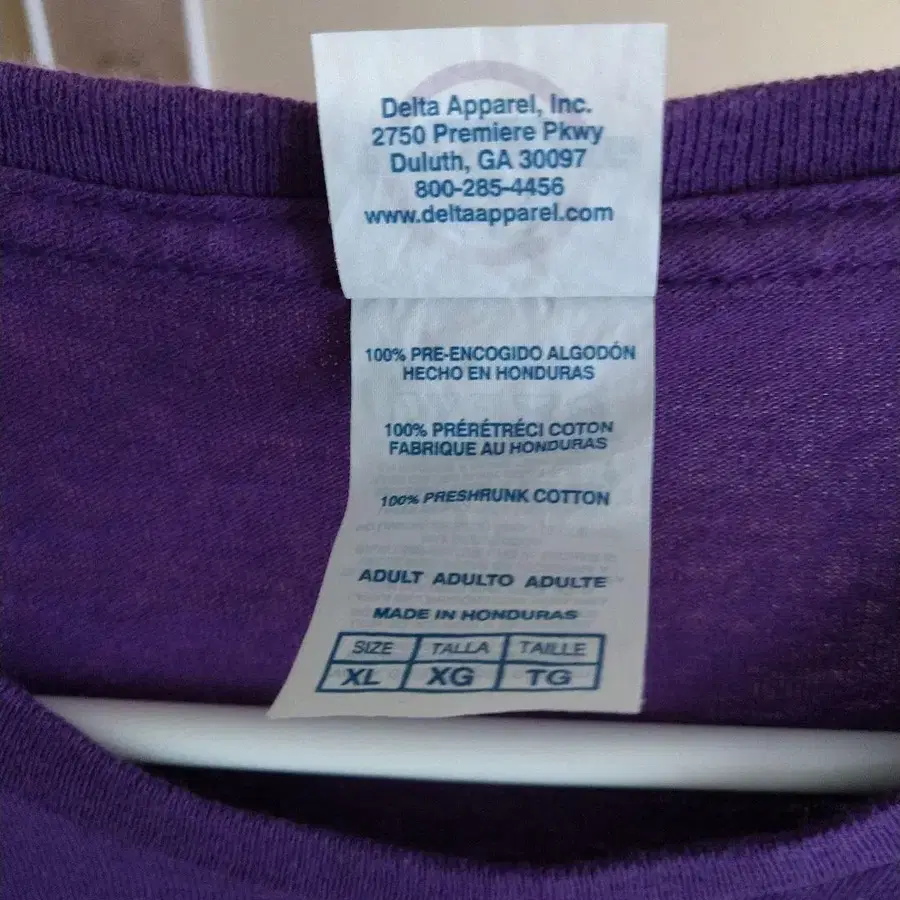 Delta Apparel, Inc.
2750 Premiere Pkwy
Duluth, GA 30097
800-285-4456
www.deltaapparel.com
100% PRE-ENCOGIDO ALGODÓN
HECHO EN HONDURAS
100% PRÉRÉTRÉCI COTON
FABRIQUE AU HONDURAS
100% PRESHRUNK COTTON
ADULT ADULTO ADULTE
MADE IN HONDURAS
SIZE TALLA TAILLE
XL XG TG